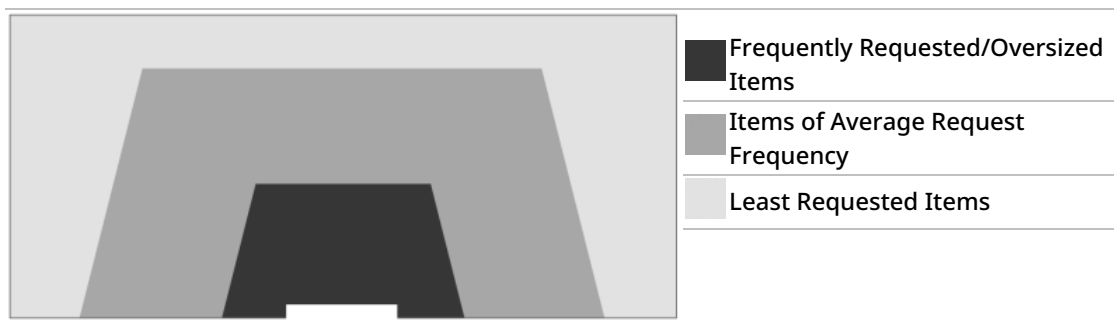 Frequently Requested/Oversized
Items
Items of Average Request
Frequency
Least Requested Items